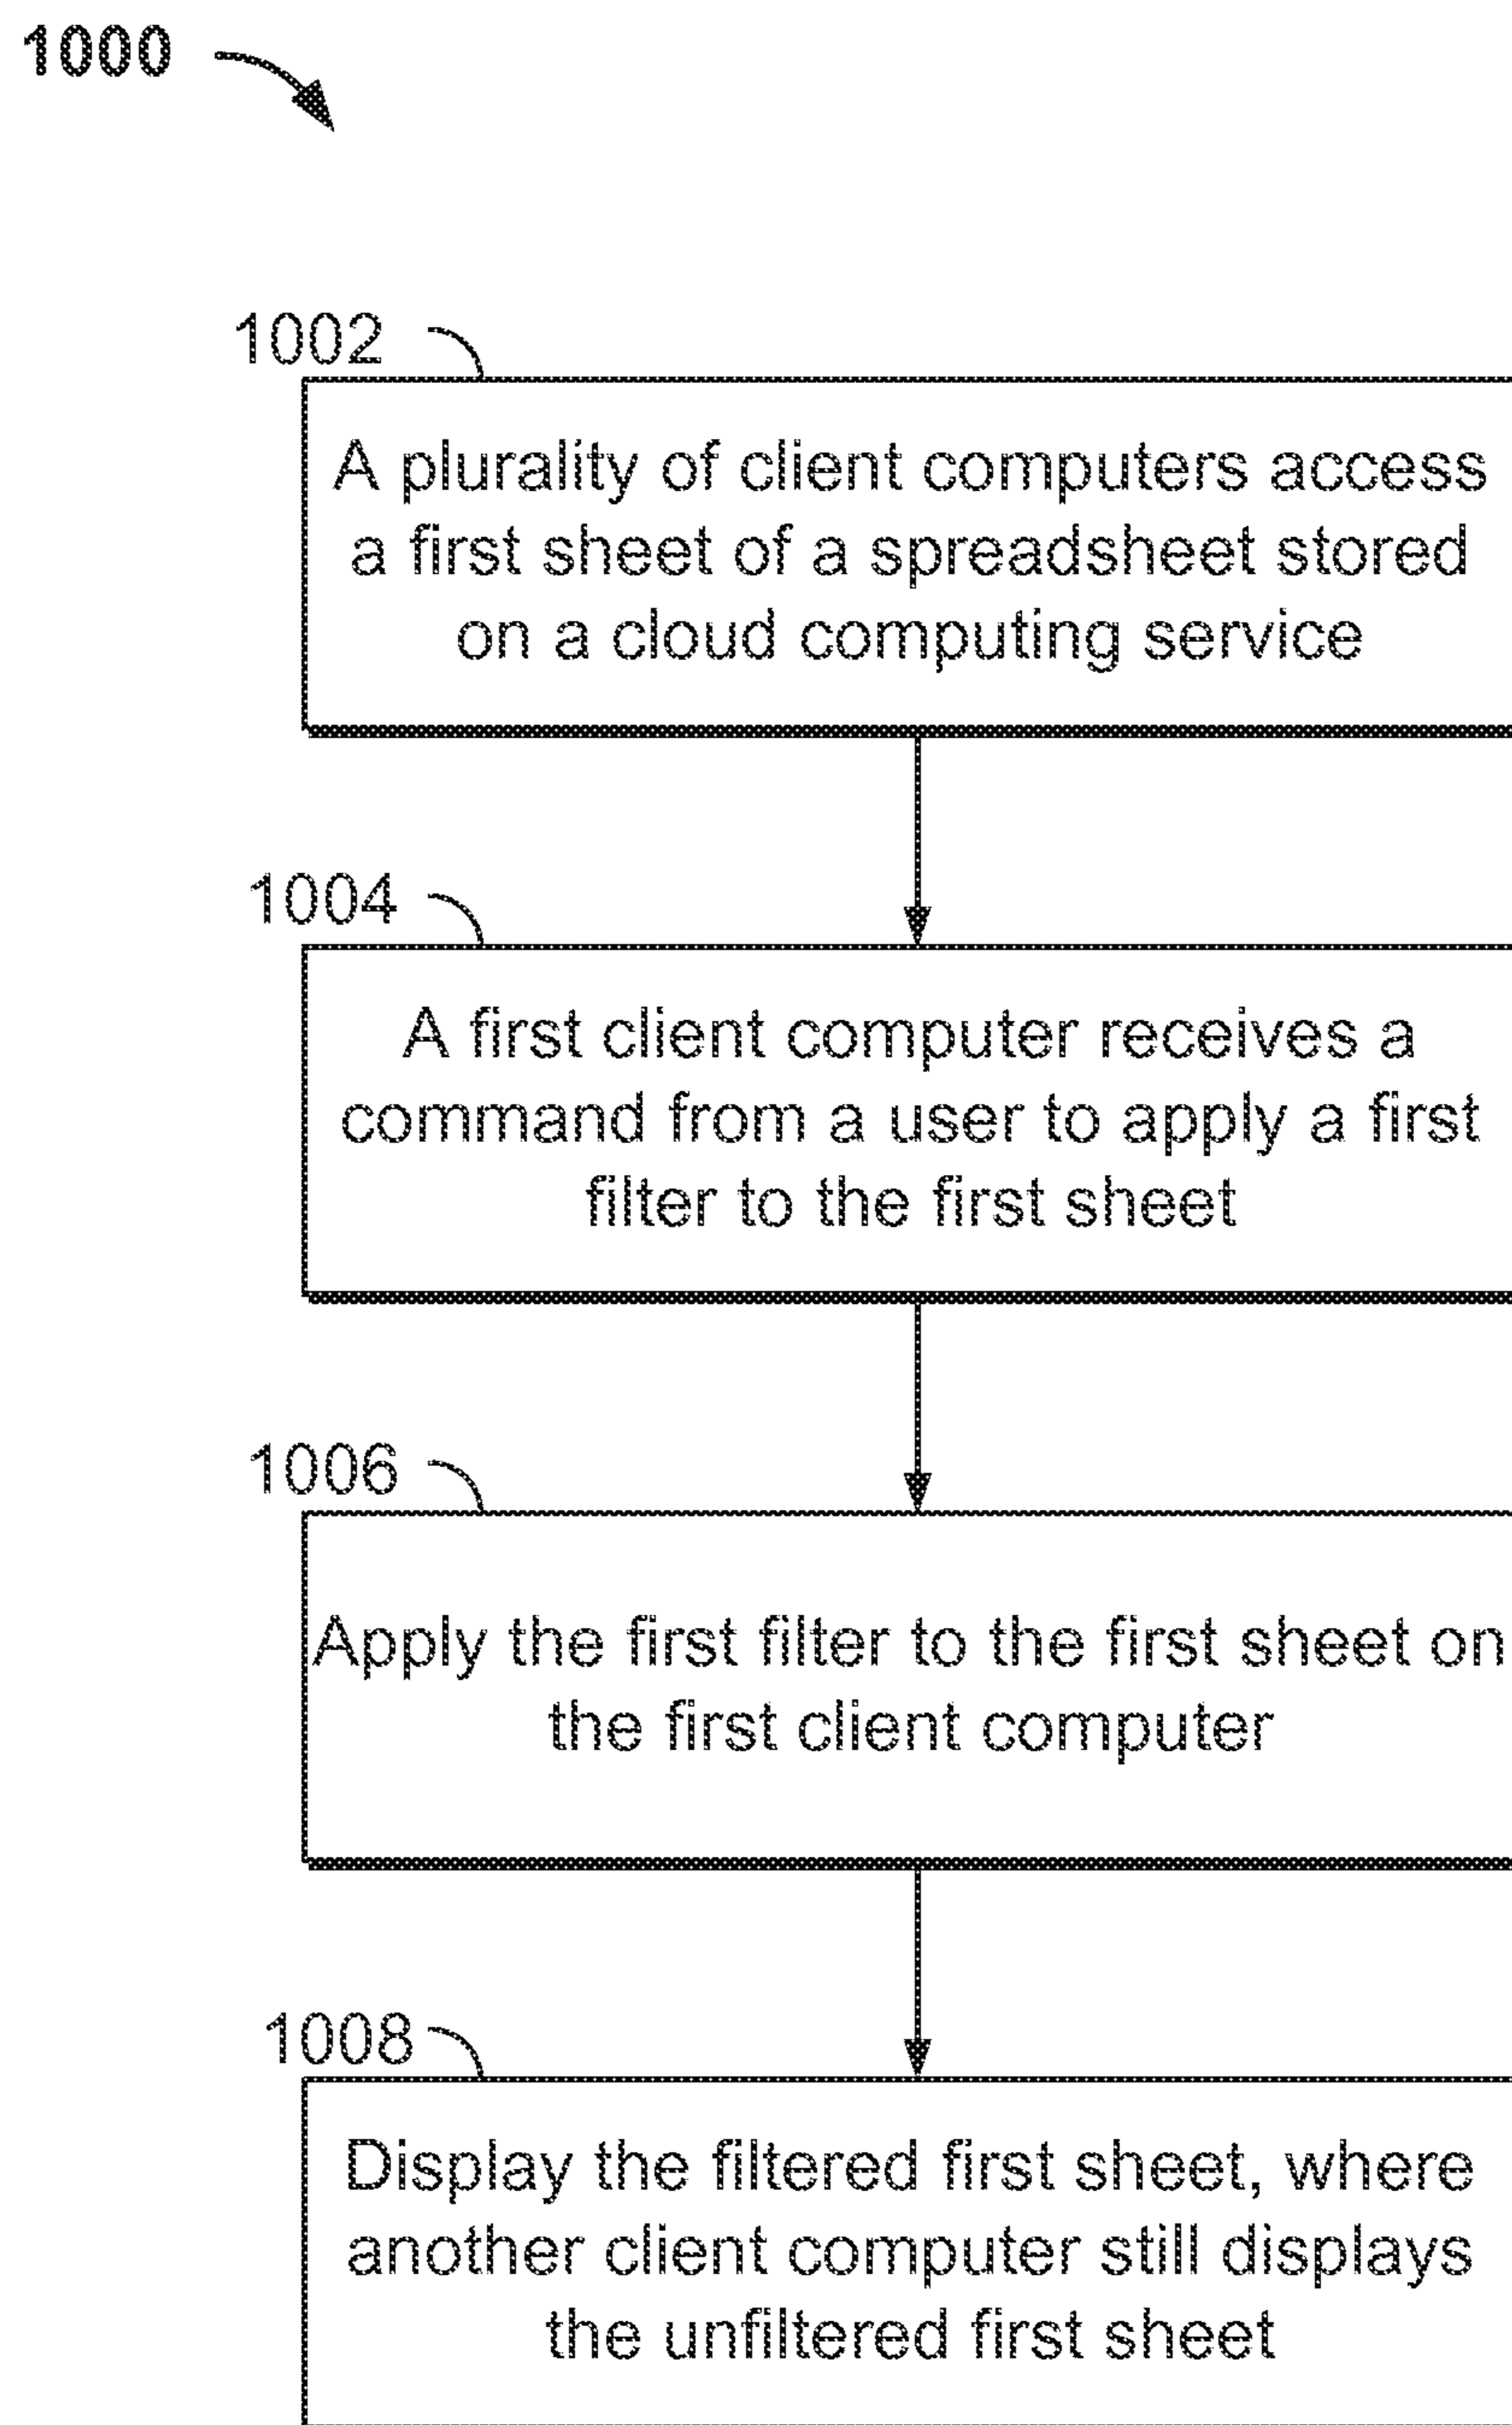 1000
1002
A plurality of client computers access
a first sheet of a spreadsheet stored
on a cloud computing service
1004
A first client computer receives a
command from a user to apply a first
filter to the first sheet
1006
Apply the first filter to the first sheet on
the first client computer
1008
Display the filtered first sheet, where
another client computer still displays
the unfiltered first sheet